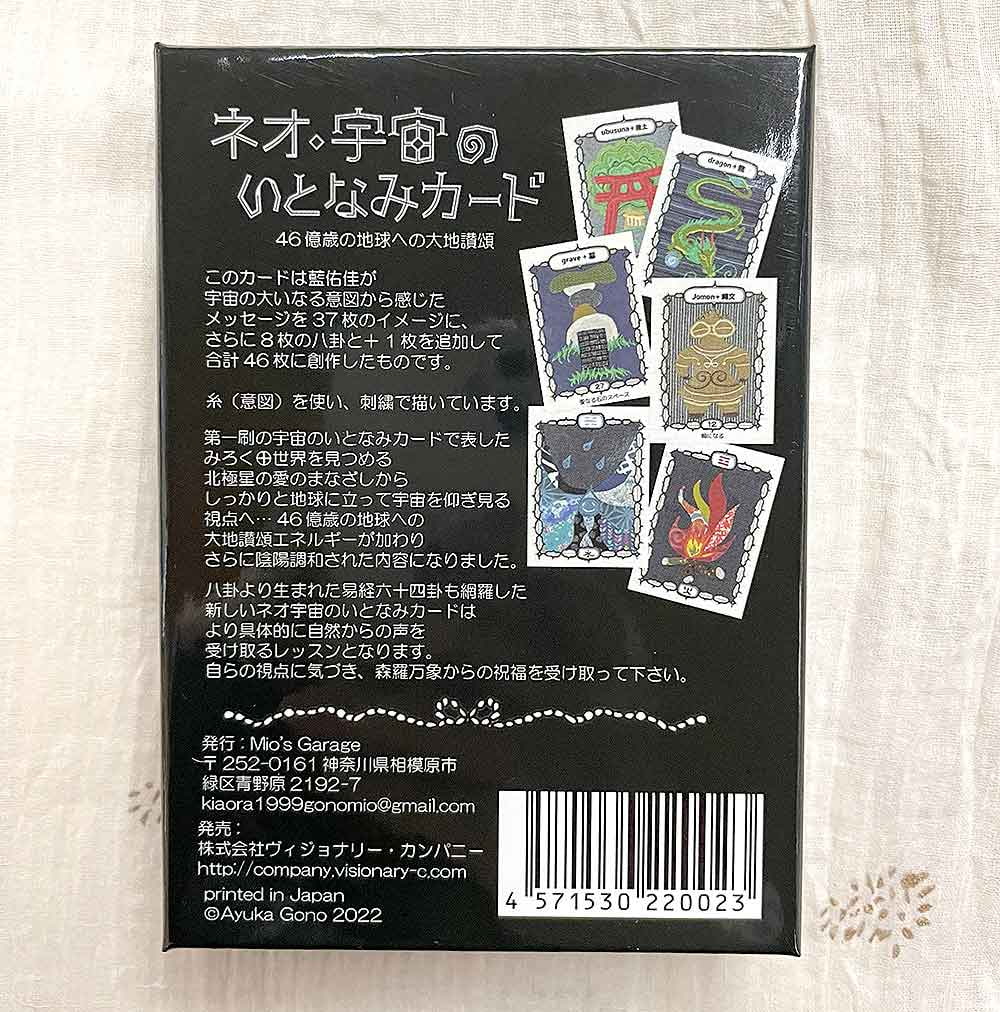 ネオ・宇宙の
いとなみカード
46億歳の地球への大地讃頌
このカードは藍佑佳が
宇宙の大いなる意図から感じた
メッセージを37枚のイメージに、
さらに8枚の八卦と＋1枚を追加して
合計46枚に創作したものです。
糸（意図）を使い、刺繍で描いています。
第一刷の宇宙のいとなみカードで表した
みろく⊕世界を見つめる
北極星の愛のまなざしから
しっかりと地球に立って宇宙を仰ぎ見る
視点へ…46億歳の地球への
大地讃頌エネルギーが加わり
さらに陰陽調和された内容になりました。
八卦より生まれた易経六十四卦も網羅した
新しいネオ宇宙のいとなみカードは
より具体的に自然からの声を
受け取るレッスンとなります。
自らの視点に気づき、森羅万象からの祝福を受け取って下さい。
ubusuna+産土
dragon+龍
grave+墓
27
聖なるもののスペース
Jomon+縄文
12
輪になる
☵
水
☲
火
発行：Mio's Garage
〒252-0161 神奈川県相模原市
緑区青野原2192-7
kiaora1999gonomio@gmail.com
発売：
株式会社ヴィジョナリー・カンパニー
http://company.visionary-c.com
printed in Japan
©Ayuka Gono 2022
4 571530 220023